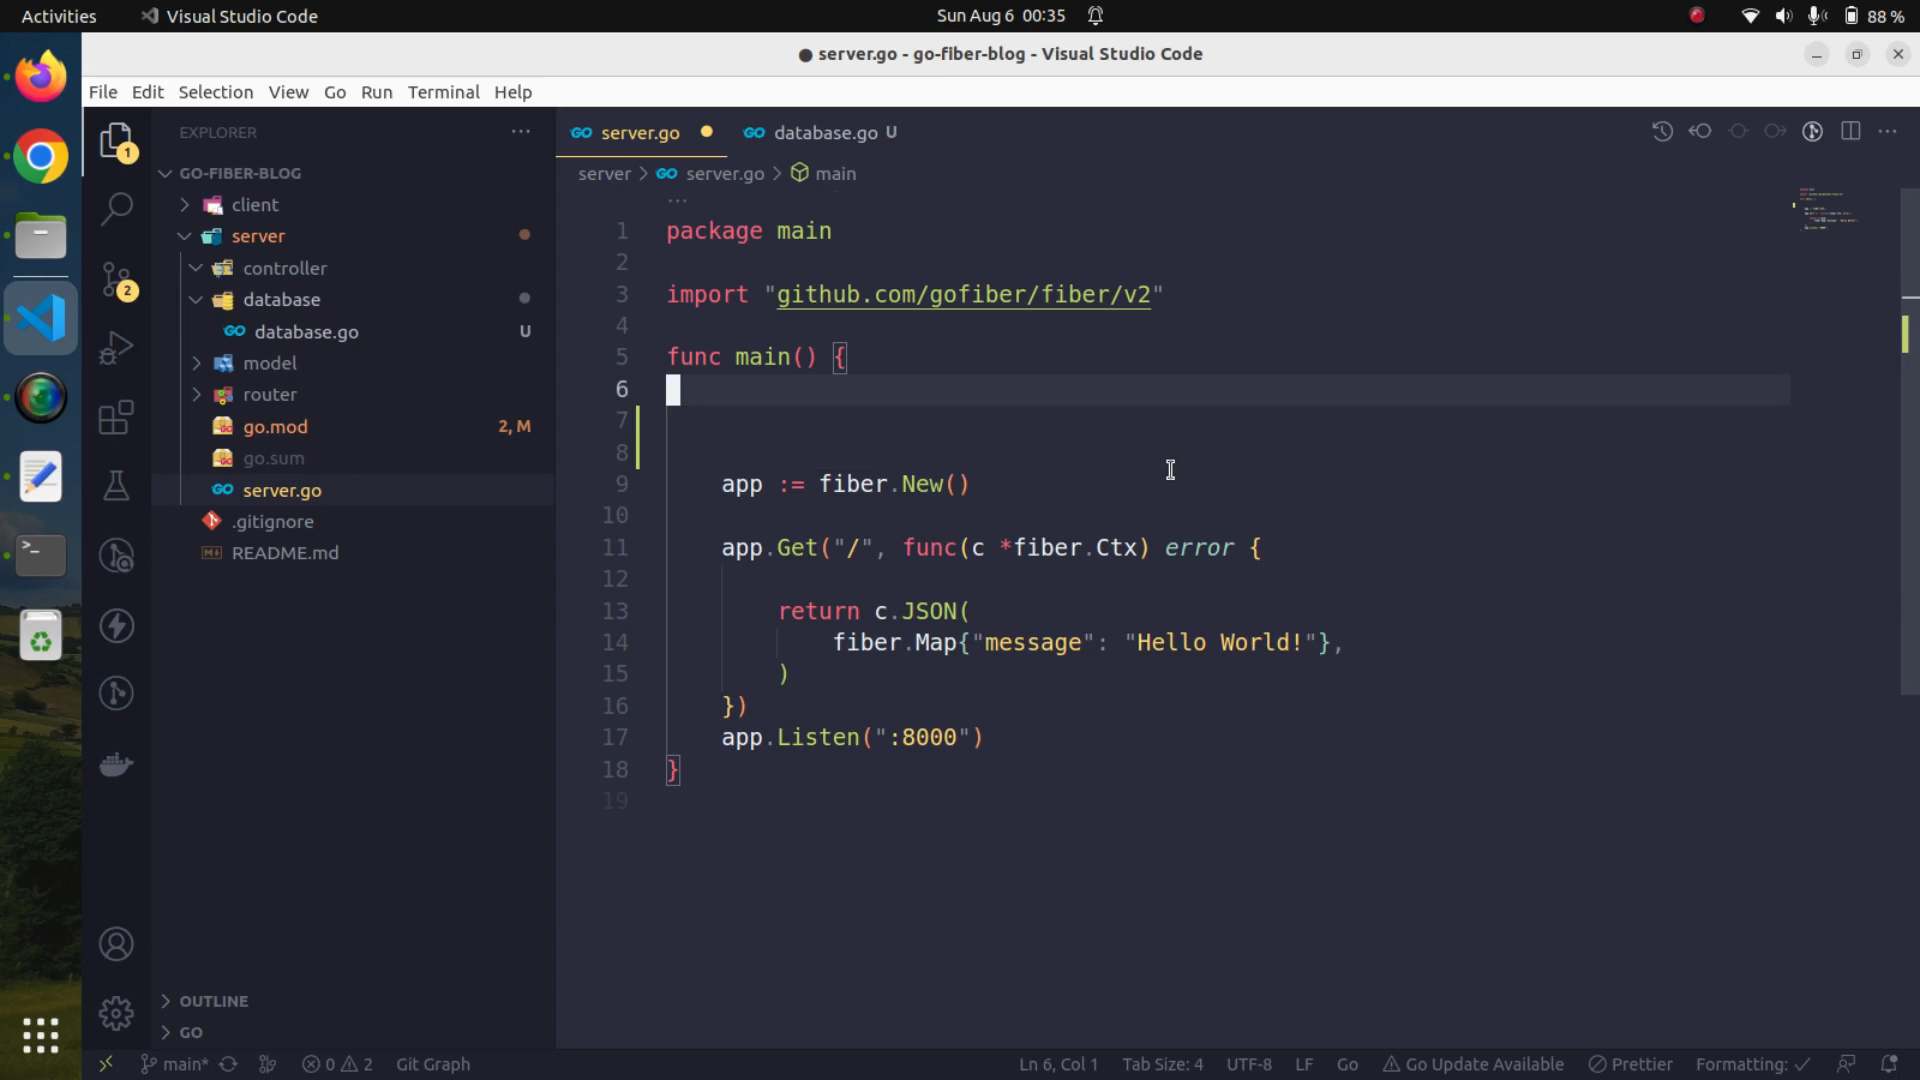 Activities Visual Studio Code Sun Aug 6 00:35 88 %
server.go - go-fiber-blog - Visual Studio Code
File Edit Selection View Go Run Terminal Help
EXPLORER ...
GO-FIBER-BLOG
client
server
controller
database
database.go U
model
router
go.mod 2, M
go.sum
server.go
.gitignore
README.md
OUTLINE
GO
1
2
1
server.go database.go U
server > server.go > main
...
1 package main
2
3 import "github.com/gofiber/fiber/v2"
4
5 func main() {
6
7
8
9 app := fiber.New()
10
11 app.Get("/", func(c *fiber.Ctx) error {
12
13 return c.JSON(
14 fiber.Map{"message": "Hello World!"},
15 )
16 })
17 app.Listen(":8000")
18 }
19
main* 0 2 Git Graph Ln 6, Col 1 Tab Size: 4 UTF-8 LF Go Go Update Available Prettier Formatting: ✓